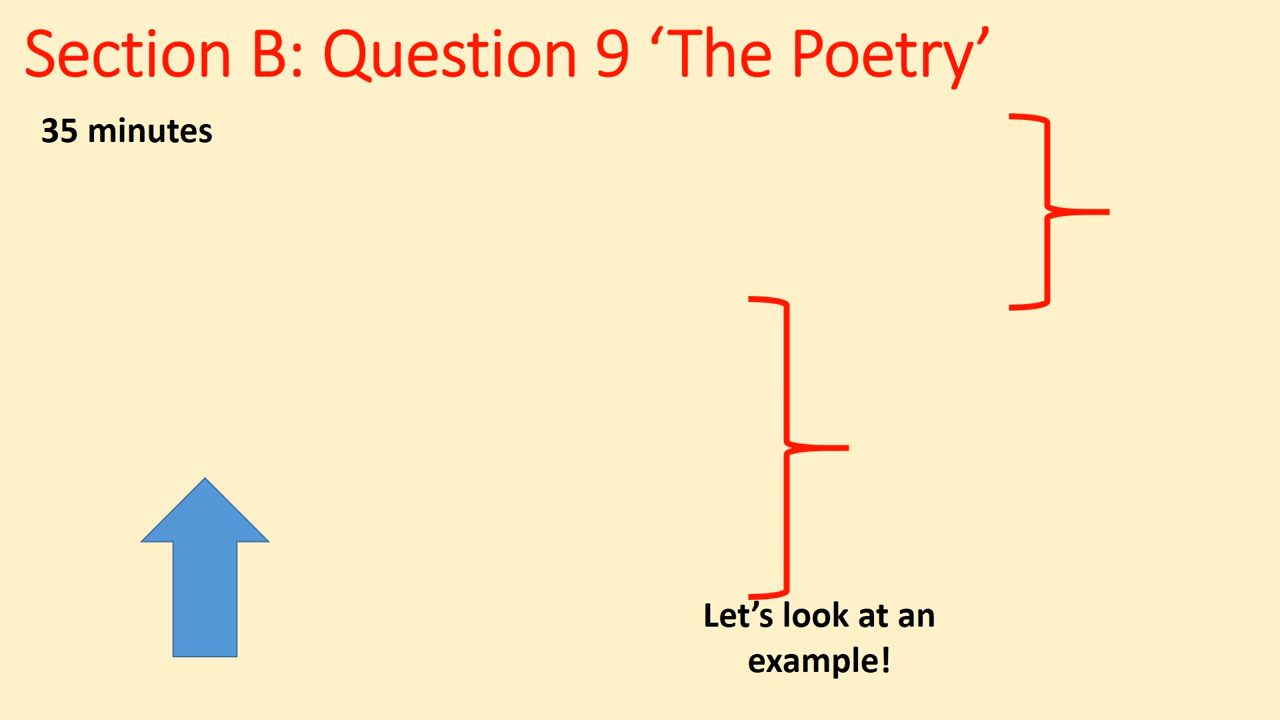 Section B: Question 9 ‘The Poetry’
35 minutes
Let’s look at an
example!